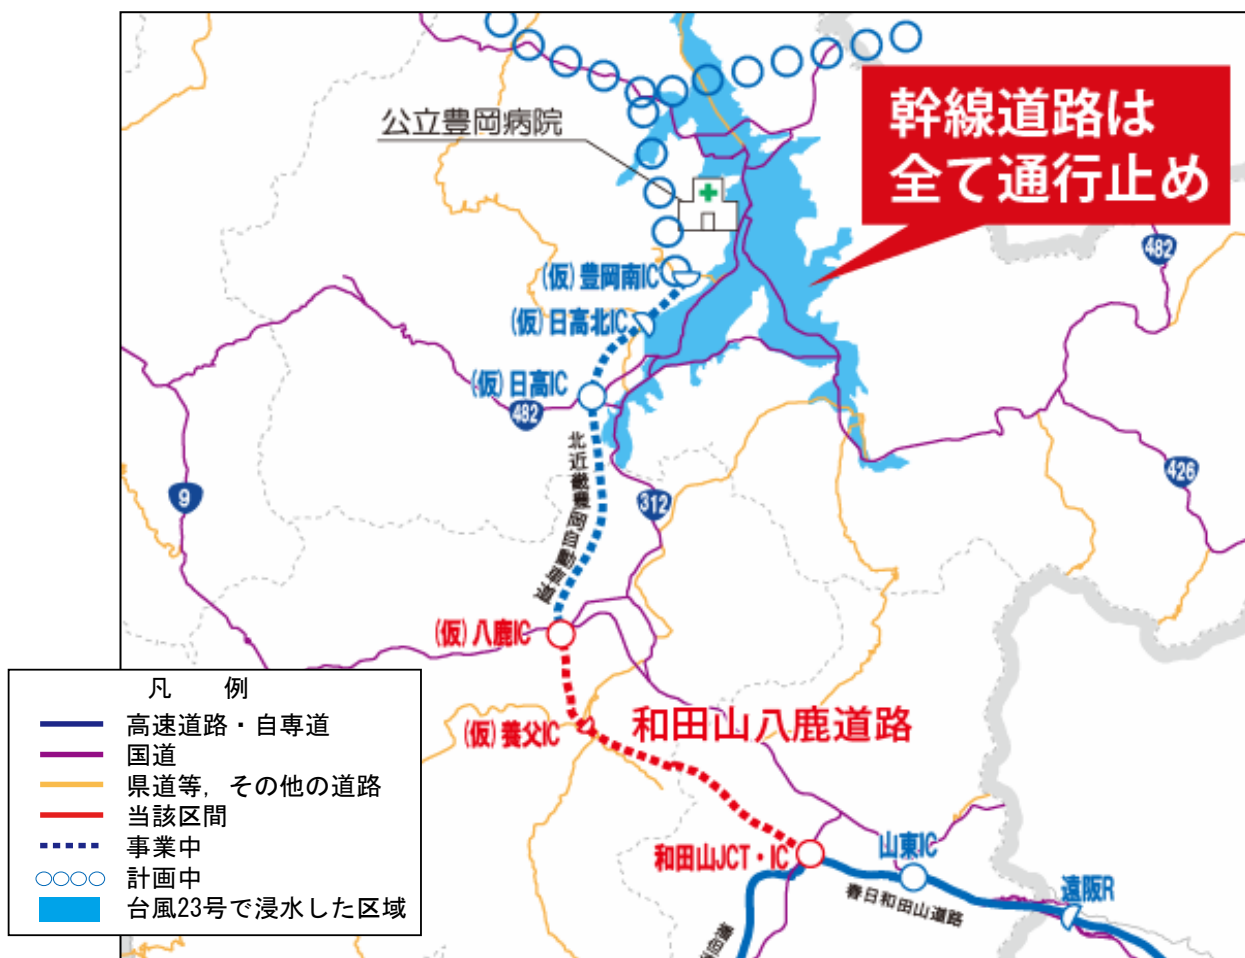 公立豊岡病院
幹線道路は
全て通行止め
(仮)豊岡南IC
(仮)日高北IC
(仮)日高IC
482
482
9
312
426
北近畿豊岡自動車道
(仮)八鹿IC
(仮)養父IC
和田山八鹿道路
和田山JCT・IC
山東IC
春日和田山道路
遠阪R
凡 例
高速道路・自専道
国道
県道等，その他の道路
当該区間
事業中
計画中
台風23号で浸水した区域